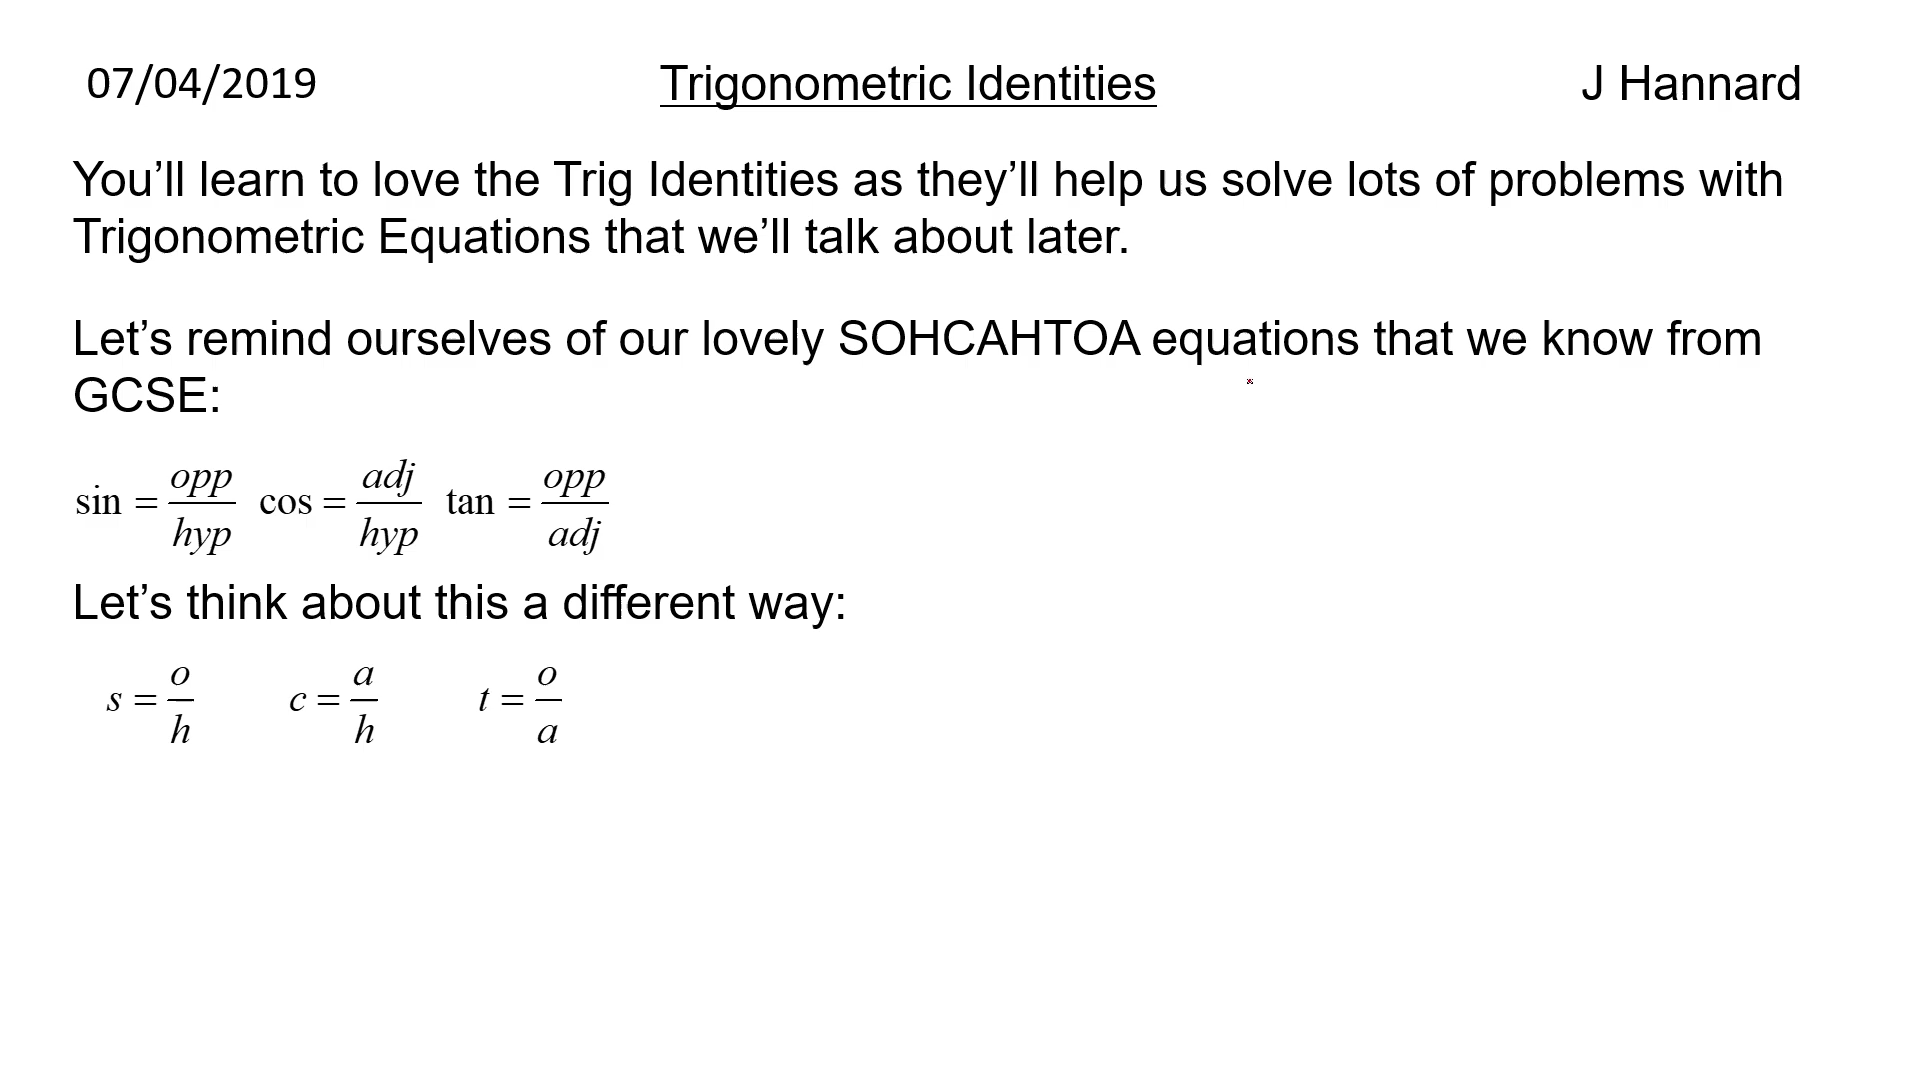 07/04/2019 Trigonometric Identities J Hannard
You’ll learn to love the Trig Identities as they’ll help us solve lots of problems with
Trigonometric Equations that we’ll talk about later.
Let’s remind ourselves of our lovely SOHCAHTOA equations that we know from
GCSE:
sin = opp/hyp cos = adj/hyp tan = opp/adj
Let’s think about this a different way:
s = o/h c = a/h t = o/a